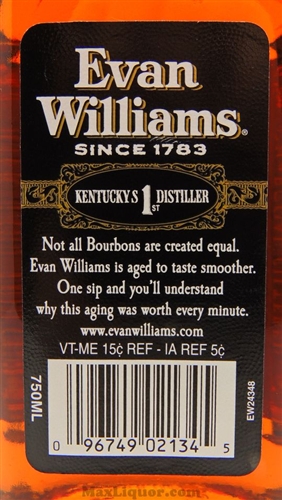 Evan
Williams®
SINCE 1783
KENTUCKY'S 1ST DISTILLER
Not all Bourbons are created equal.
Evan Williams is aged to taste smoother.
One sip and you'll understand
why this aging was worth every minute.
www.evanwilliams.com
VT-ME 15¢ REF - IA REF 5¢
750ML
EW24348
0 96749 02134 5
MaxLiquor.com